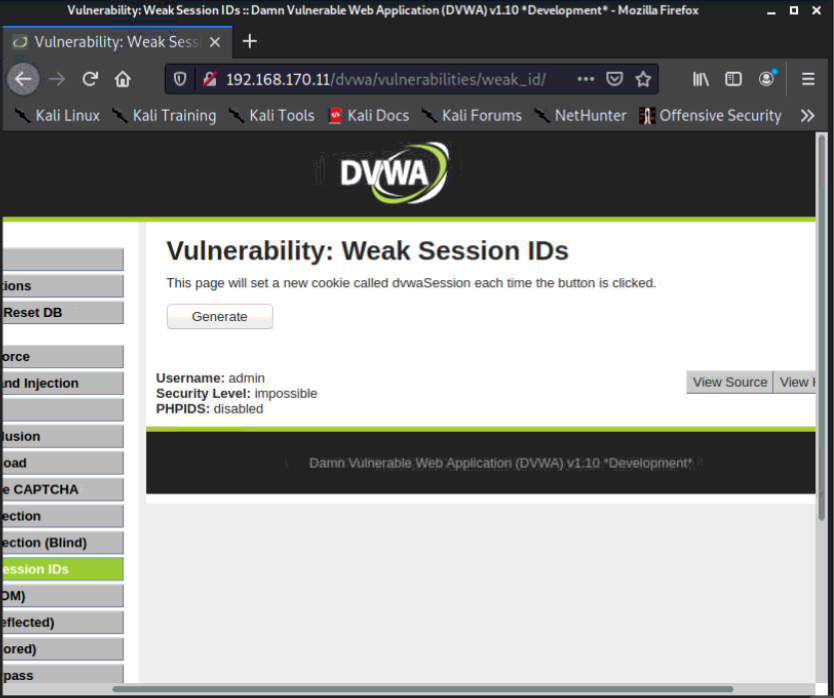 Vulnerability: Weak Session IDs :: Damn Vulnerable Web Application (DVWA) v1.10 *Development* - Mozilla Firefox
Vulnerability: Weak Sess
192.168.170.11/dvwa/vulnerabilities/weak_id/
Kali Linux Kali Training Kali Tools Kali Docs Kali Forums NetHunter Offensive Security
DVWA
Vulnerability: Weak Session IDs
This page will set a new cookie called dvwaSession each time the button is clicked.
Generate
Username: admin
Security Level: impossible
PHPIDS: disabled
View Source View
Damn Vulnerable Web Application (DVWA) v1.10 *Development*
tions
Reset DB
orce
nd Injection
lusion
oad
e CAPTCHA
ection
ection (Blind)
ession IDs
OM)
eflected)
ored)
pass